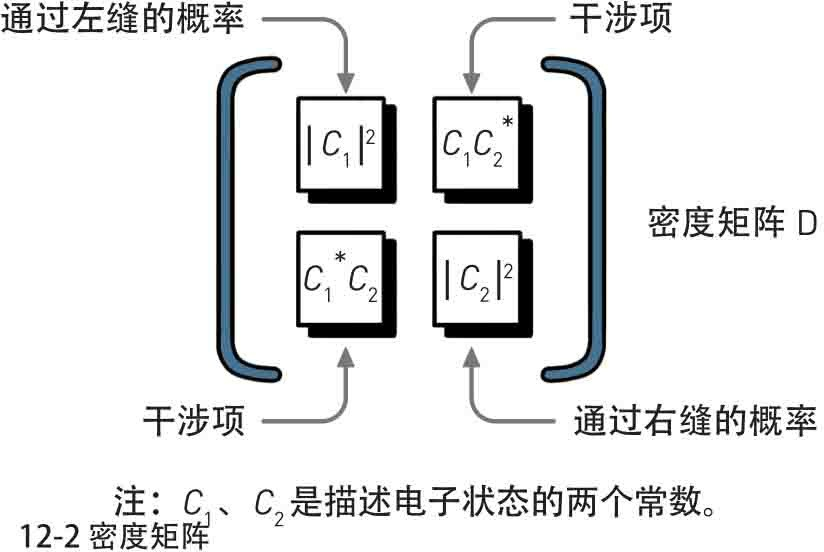 通过左缝的概率
干涉项
|C₁|²
C₁C₂*
密度矩阵 D
C₁*C₂
|C₂|²
干涉项
通过右缝的概率
注：C₁、C₂是描述电子状态的两个常数。
12-2 密度矩阵